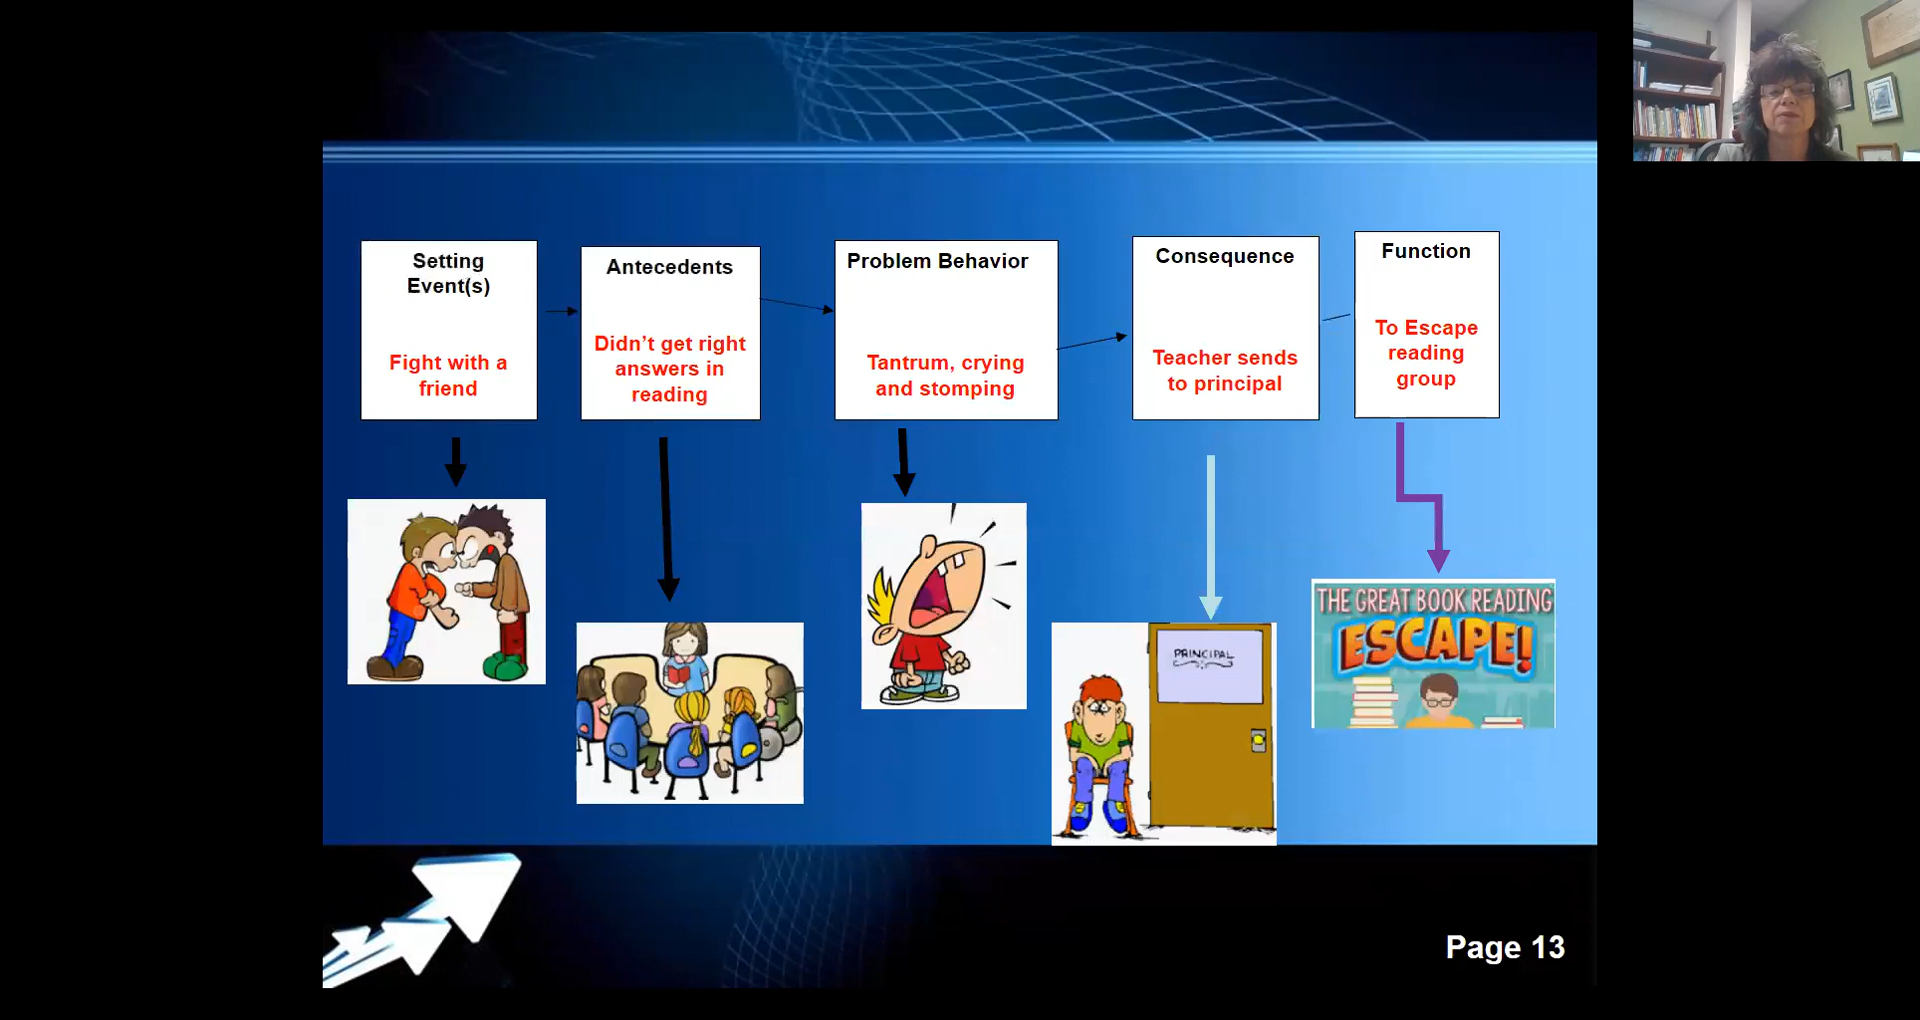 Setting
Event(s)
Fight with a
friend
Antecedents
Didn't get right
answers in
reading
Problem Behavior
Tantrum, crying
and stomping
Consequence
Teacher sends
to principal
Function
To Escape
reading
group
PRINCIPAL
THE GREAT BOOK READING
ESCAPE!
Page 13